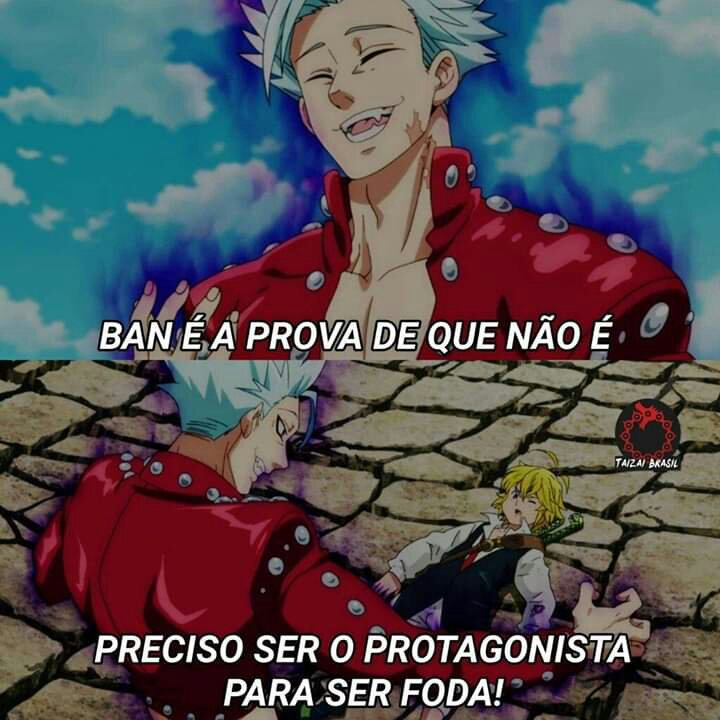 BAN É A PROVA DE QUE NÃO É
TAIZAI BRASIL
PRECISO SER O PROTAGONISTA
PARA SER FODA!